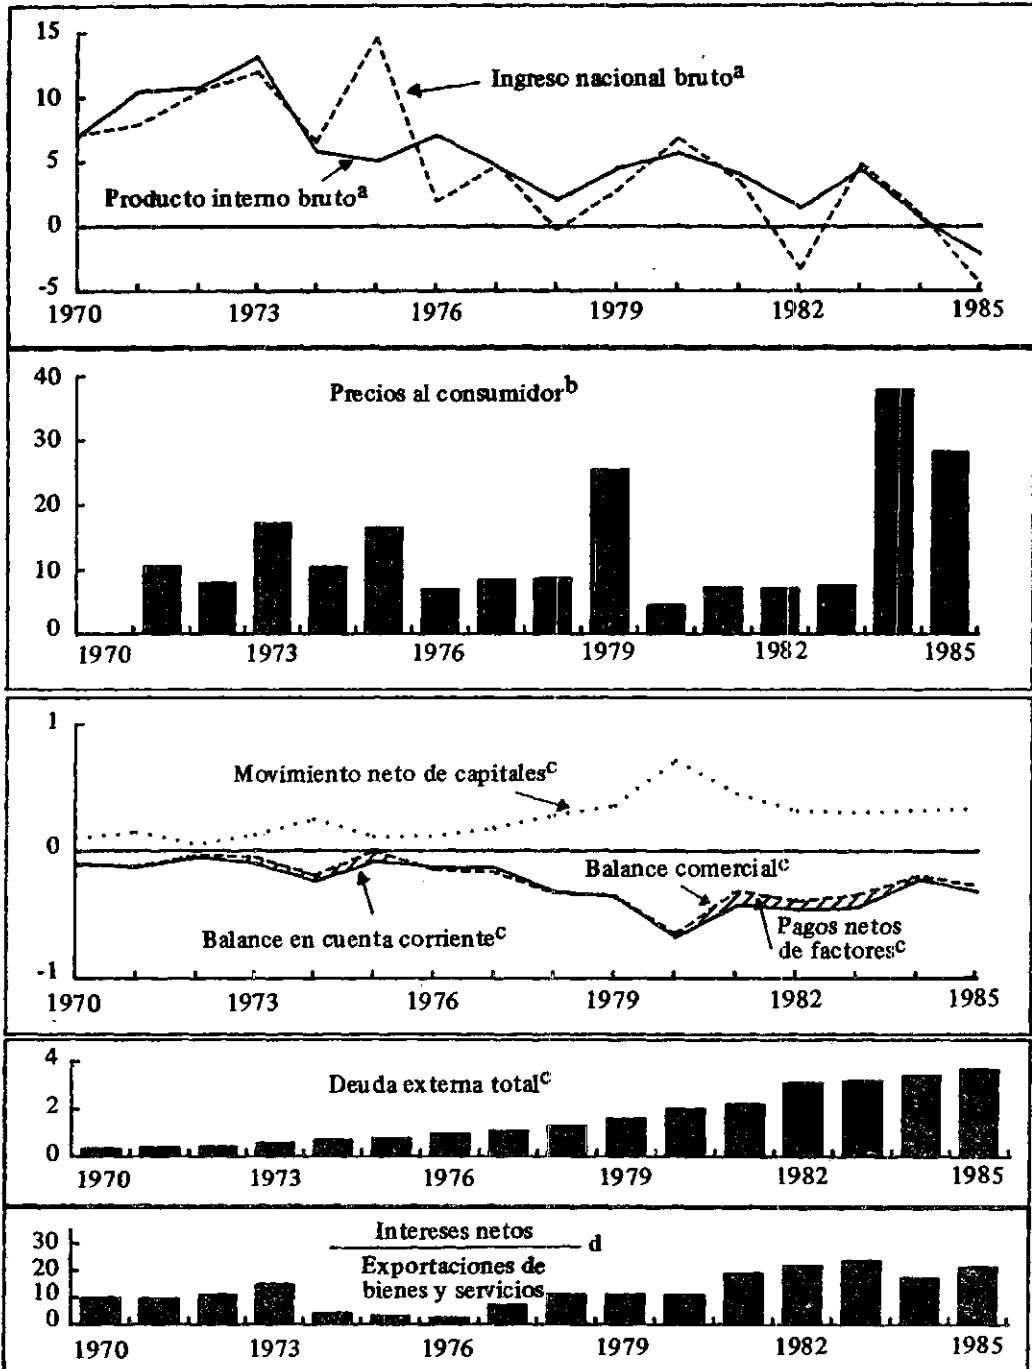 15
10
5
0
-5
Ingreso nacional bruto^a
Producto interno bruto^a
1970 1973 1976 1979 1982 1985
40
30
20
10
0
Precios al consumidor^b
1970 1973 1976 1979 1982 1985
1
0
-1
Movimiento neto de capitales^c
Balance comercial^c
Balance en cuenta corriente^c
Pagos netos
de factores^c
1970 1973 1976 1979 1982 1985
4
2
0
Deuda externa total^c
1970 1973 1976 1979 1982 1985
30
20
10
0
Intereses netos
d
Exportaciones de
bienes y servicios
1970 1973 1976 1979 1982 1985